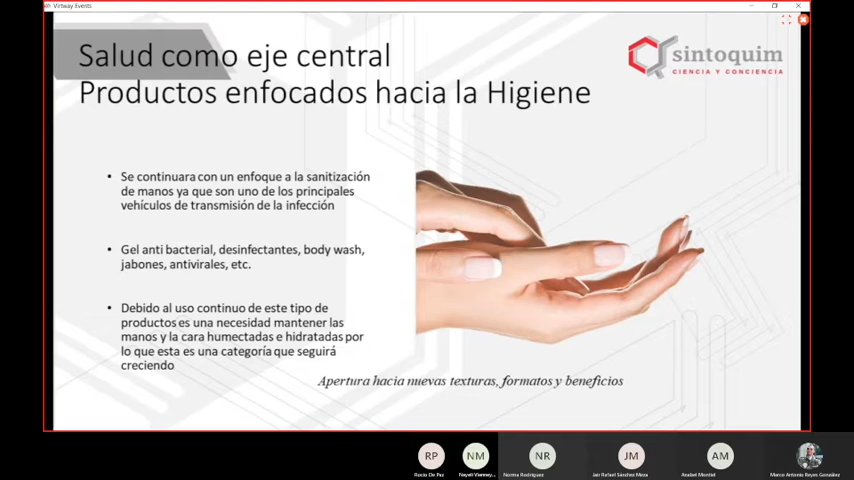 Virtway Events
Salud como eje central
Productos enfocados hacia la Higiene
sintoquim
CIENCIA Y CONCIENCIA
• Se continuara con un enfoque a la sanitización
de manos ya que son uno de los principales
vehículos de transmisión de la infección
• Gel anti bacterial, desinfectantes, body wash,
jabones, antivirales, etc.
• Debido al uso continuo de este tipo de
productos es una necesidad mantener las
manos y la cara humectadas e hidratadas por
lo que esta es una categoría que seguirá
creciendo
Apertura hacia nuevas texturas, formatos y beneficios
RP
NM
NR
JM
AM
Rocio De Paz
Neyeli Vianney...
Norma Rodriguez
Jair Rafael Sánchez Meza
Anabel Montiel
Marco Antonio Reyes González